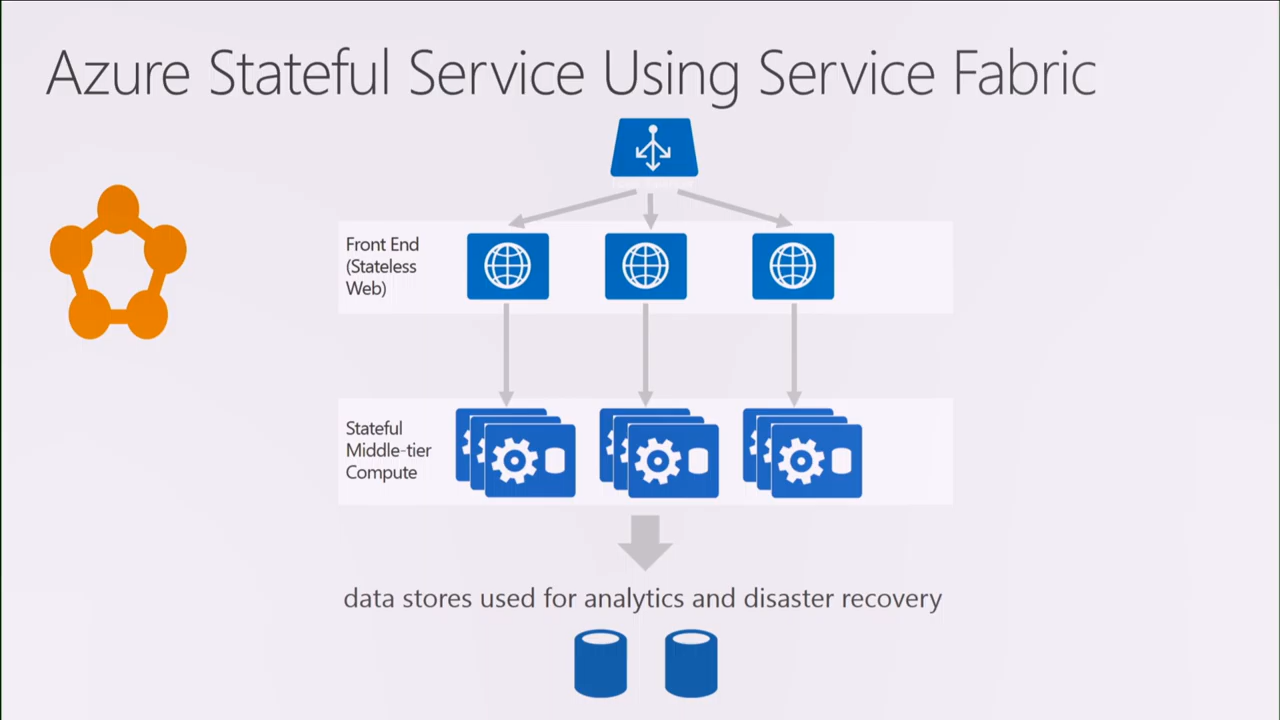 Azure Stateful Service Using Service Fabric
Front End
(Stateless
Web)
Stateful
Middle-tier
Compute
data stores used for analytics and disaster recovery